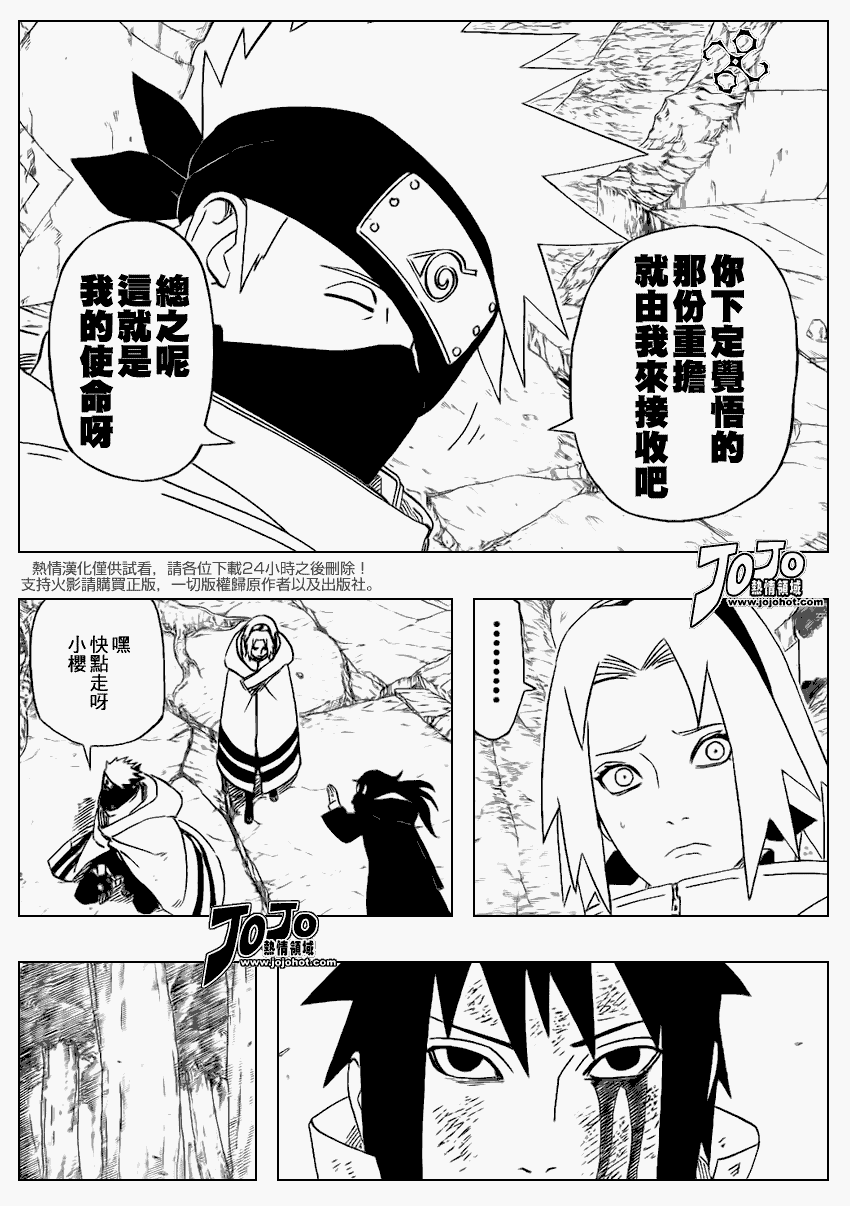 你下定覺悟的
那份重擔
就由我來接收吧
總之呢
這就是
我的使命呀
熱情漢化僅供試看，請各位下載24小時之後刪除！
支持火影請購買正版，一切版權歸原作者以及出版社。
JOJO
熱情領域
www.jojohot.com
………
嘿
快點走呀
小櫻
JOJO
熱情領域
www.jojohot.com